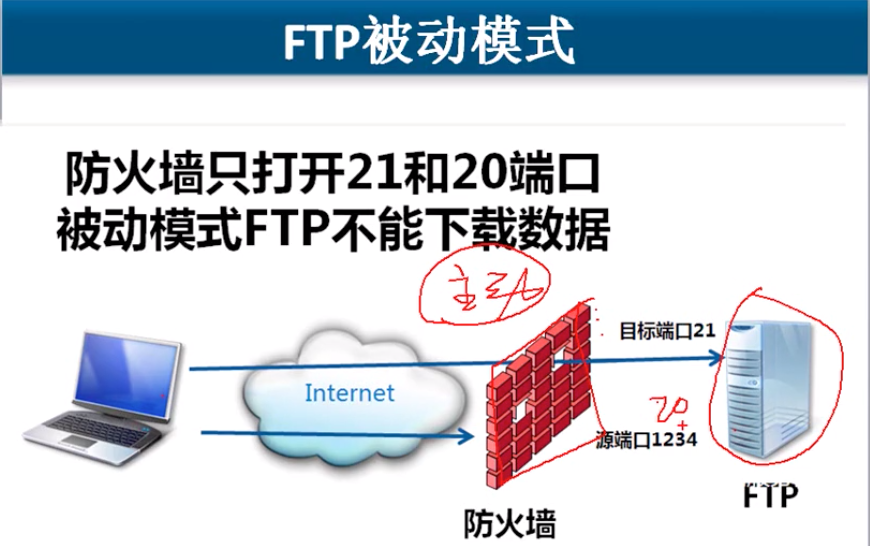 FTP被动模式
防火墙只打开21和20端口
被动模式FTP不能下载数据
主动
目标端口21
Internet
20
源端口1234
FTP
防火墙